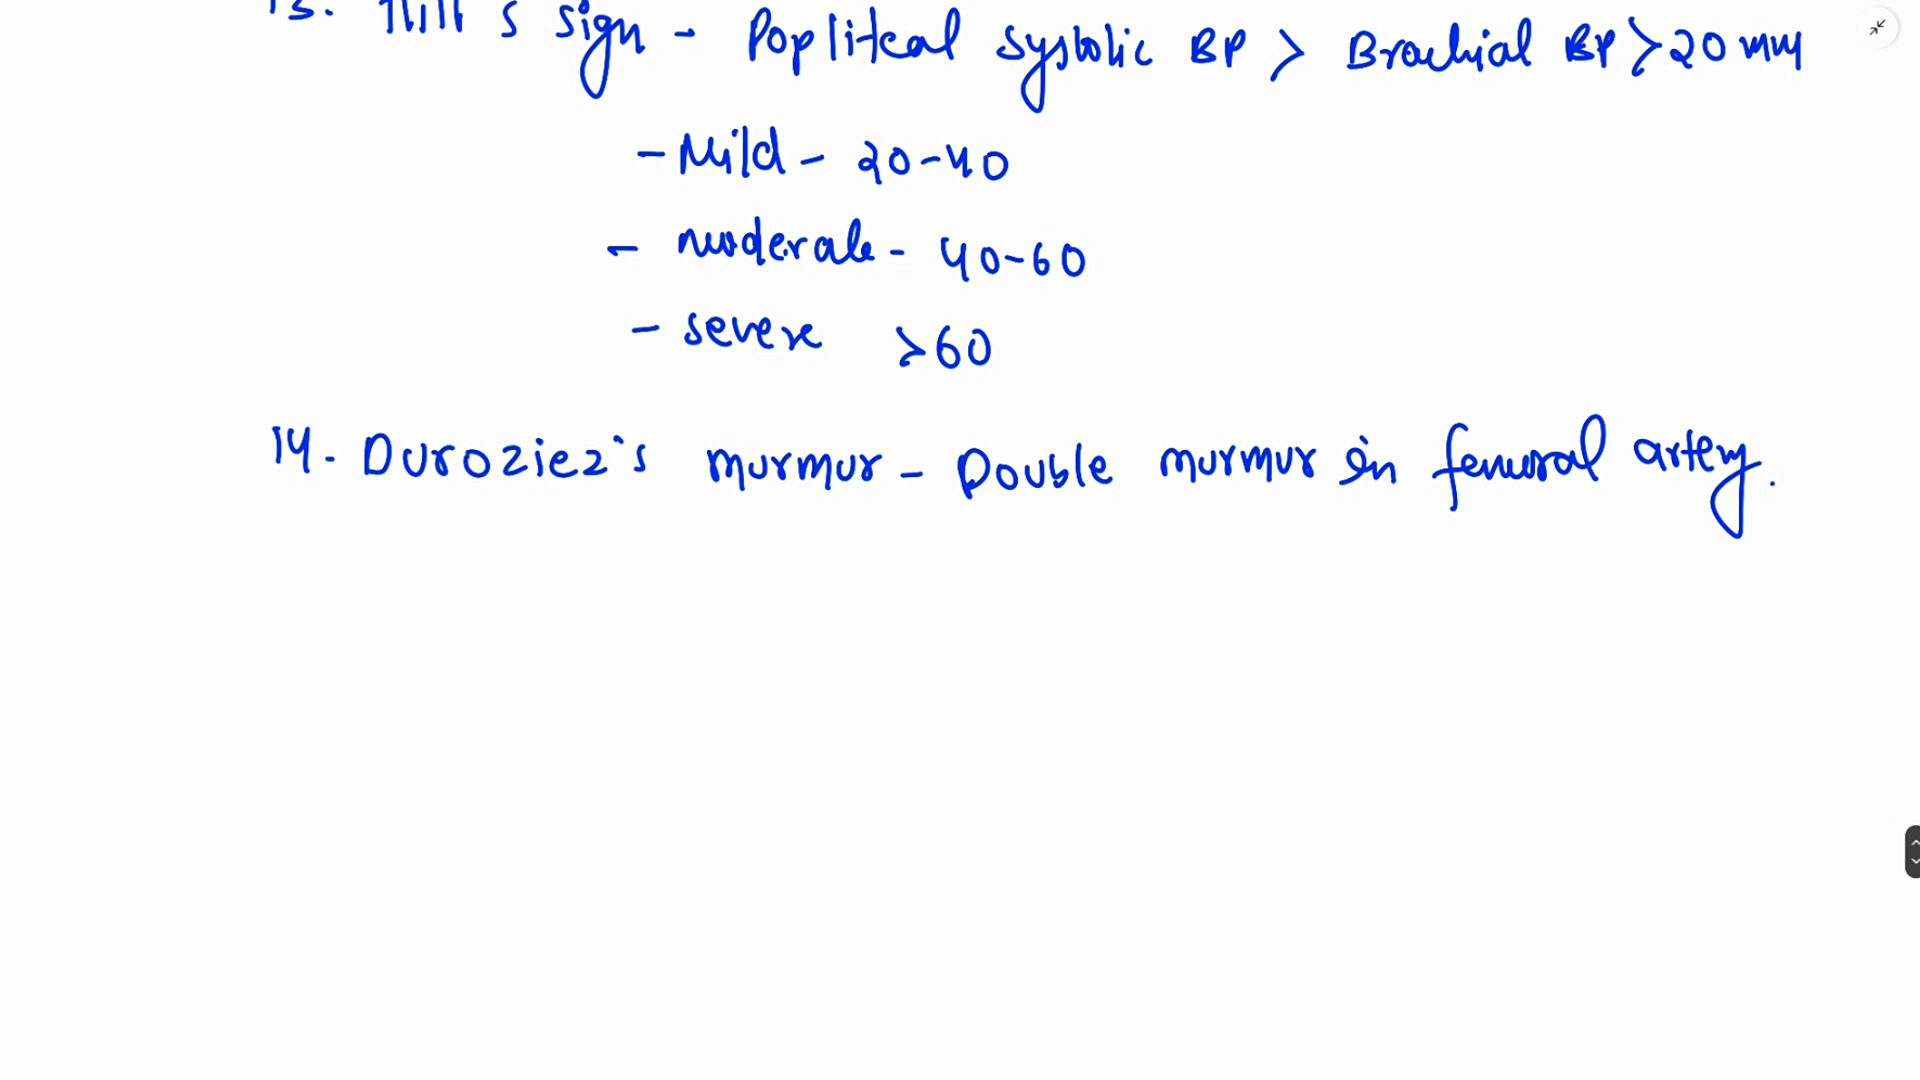 13. Hill's sign - Popliteal systolic BP > Brachial BP > 20 mm
- Mild - 20-40
- moderate - 40-60
- severe >60
14. Duroziez's murmur - Double murmur in femoral artery.